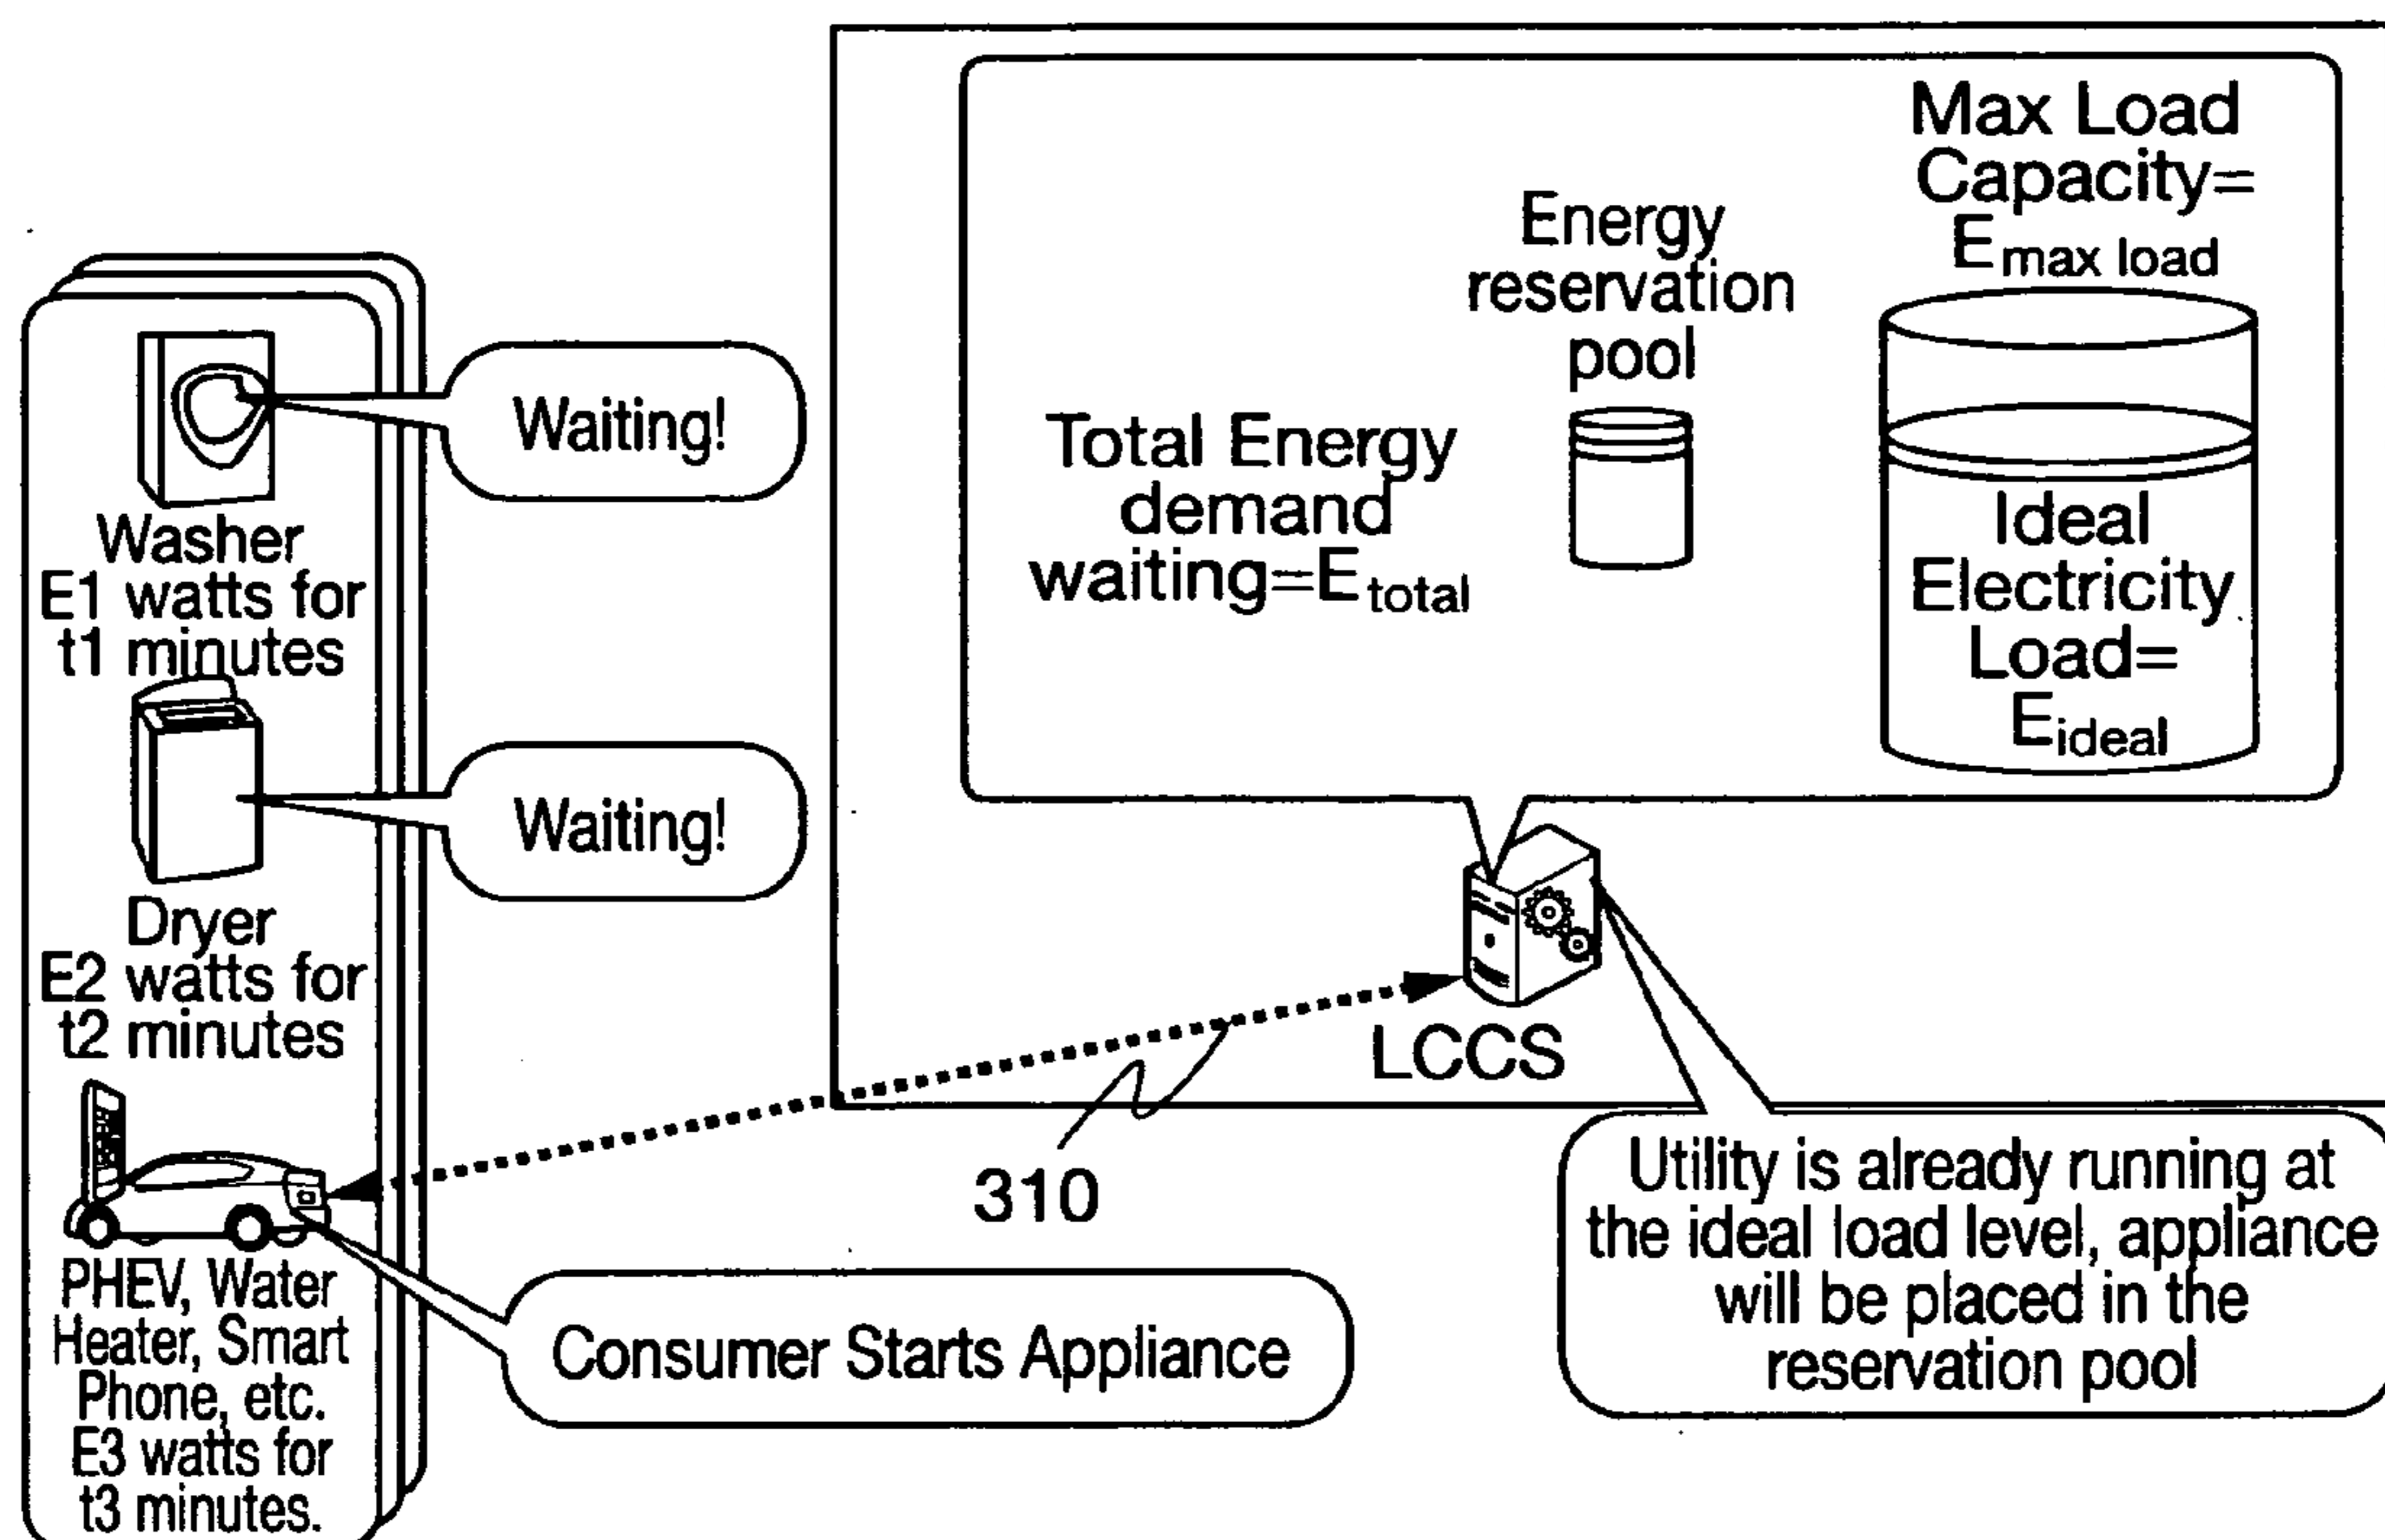 Waiting!
Washer
E1 watts for
t1 minutes
Waiting!
Dryer
E2 watts for
t2 minutes
PHEV, Water
Heater, Smart
Phone, etc.
E3 watts for
t3 minutes.
Consumer Starts Appliance
310
Total Energy
demand
waiting=Etotal
Energy
reservation
pool
Max Load
Capacity=
Emax load
Ideal
Electricity
Load=
Eideal
LCCS
Utility is already running at
the ideal load level, appliance
will be placed in the
reservation pool